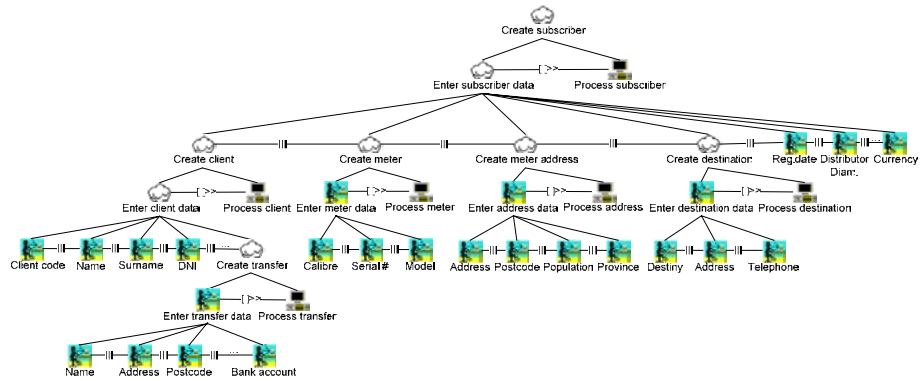 Create subscriber
[ ]>>
Enter subscriber data Process subscriber
||| ||| ||| ||| ||| |||...
Create client Create meter Create meter address Create destination Reg.date Distributor Currency
Diam.
[ ]>> [ ]>> [ ]>> [ ]>>
Enter client data Process client Enter meter data Process meter Enter address data Process address Enter destination data Process destination
||| ||| ||| ||| ... ||| ||| ||| ||| ||| ||| |||
Client code Name Surname DNI Create transfer Calibre Serial# Model Address Postcode Population Province Destiny Address Telephone
[ ]>>
Enter transfer data Process transfer
||| ||| ...
Name Address Postcode Bank account